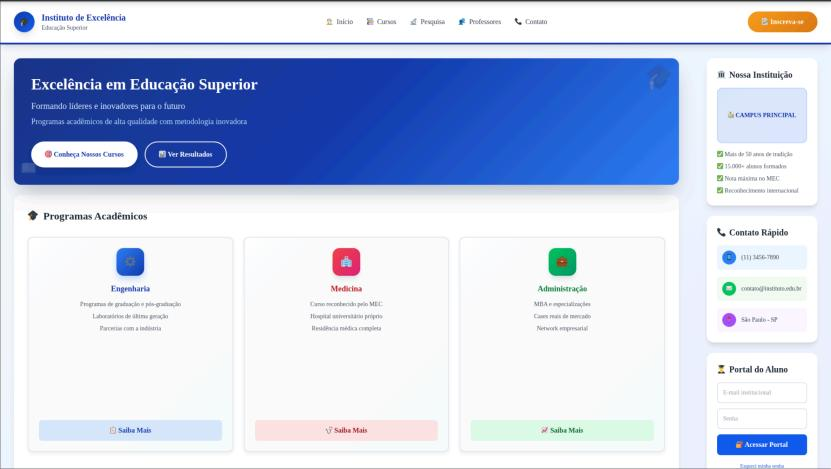 Instituto de Excelência
Educação Superior
Início
Cursos
Pesquisa
Professores
Contato
Inscreva-se
Excelência em Educação Superior
Formando líderes e inovadores para o futuro
Programas acadêmicos de alta qualidade com metodologia inovadora
Conheça Nossos Cursos
Ver Resultados
Programas Acadêmicos
Engenharia
Programas de graduação e pós-graduação
Laboratórios de última geração
Parcerias com a indústria
Saiba Mais
Medicina
Curso reconhecido pelo MEC
Hospital universitário próprio
Residência médica completa
Saiba Mais
Administração
MBA e especializações
Cases reais de mercado
Network empresarial
Saiba Mais
Nossa Instituição
CAMPUS PRINCIPAL
Mais de 50 anos de tradição
15.000+ alunos formados
Nota máxima no MEC
Reconhecimento internacional
Contato Rápido
(11) 3456-7890
contato@instituto.edu.br
São Paulo - SP
Portal do Aluno
E-mail institucional
Senha
Acessar Portal
Esqueci minha senha